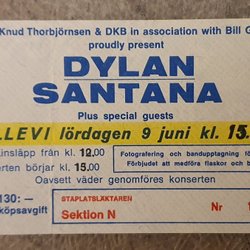 Knud Thorbjörnsen & DKB in association with Bill G
proudly present
DYLAN
SANTANA
Plus special guests
LLEVI lördagen 9 juni kl. 15.
insläpp från kl. 12.00
Fotografering och bandupptagning för
Förbjudet att medföra flaskor och b
erten börjar kl. 15.00
Oavsett väder genomföres konserten
130: —
köpsavgift
STAPLATSLÄKTAREN
Sektion N
Nr